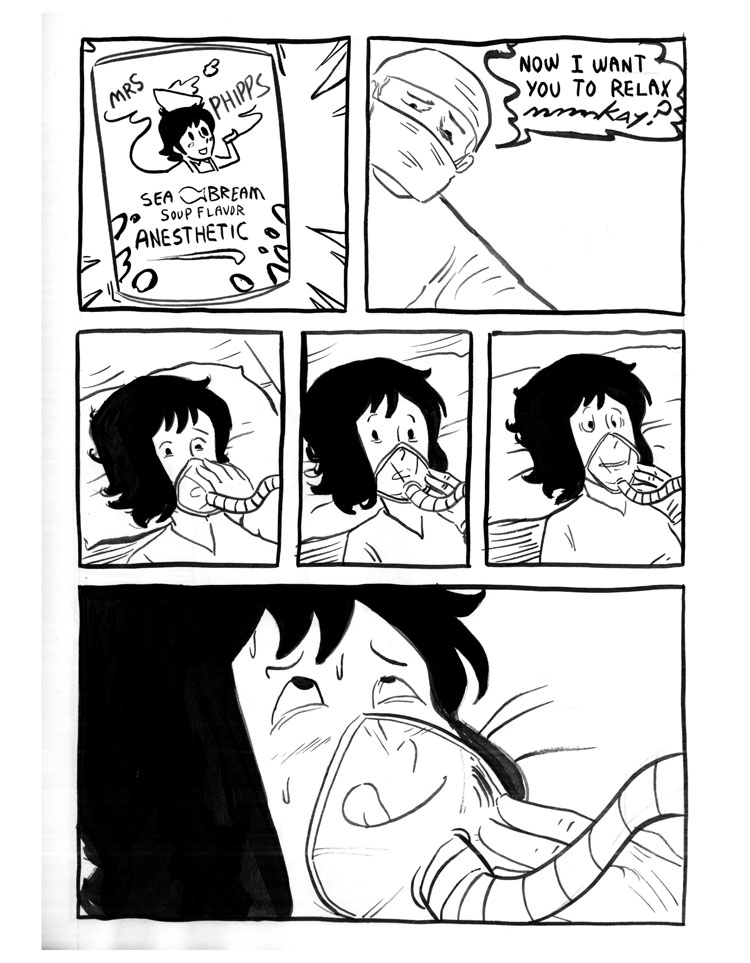 MRS
PHIPPS
SEA BREAM
SOUP FLAVOR
ANESTHETIC
NOW I WANT
YOU TO RELAX
mmmkay?